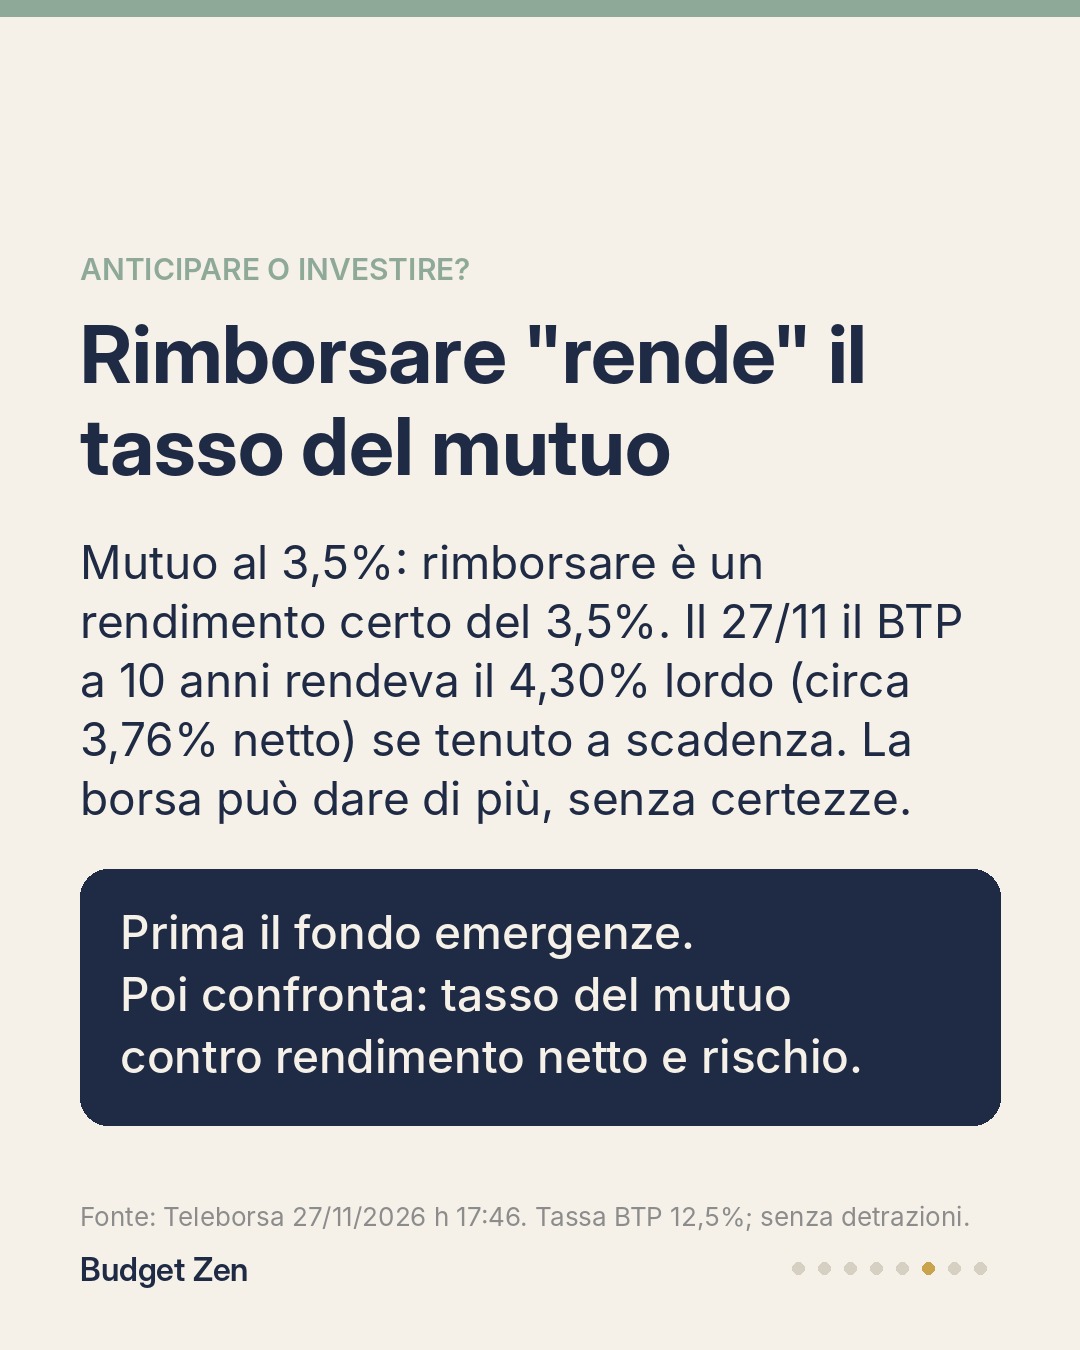 ANTICIPARE O INVESTIRE?
Rimborsare "rende" il
tasso del mutuo
Mutuo al 3,5%: rimborsare è un
rendimento certo del 3,5%. Il 27/11 il BTP
a 10 anni rendeva il 4,30% lordo (circa
3,76% netto) se tenuto a scadenza. La
borsa può dare di più, senza certezze.
Prima il fondo emergenze.
Poi confronta: tasso del mutuo
contro rendimento netto e rischio.
Fonte: Teleborsa 27/11/2026 h 17:46. Tassa BTP 12,5%; senza detrazioni.
Budget Zen